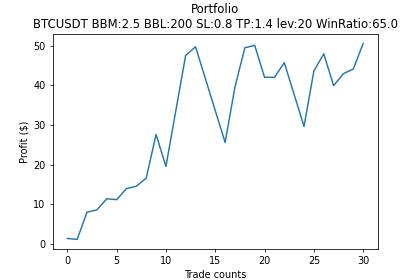 Portfolio
BTCUSDT BBM:2.5 BBL:200 SL:0.8 TP:1.4 lev:20 WinRatio:65.0
50
40
30
20
10
0
Profit ($)
0 5 10 15 20 25 30
Trade counts